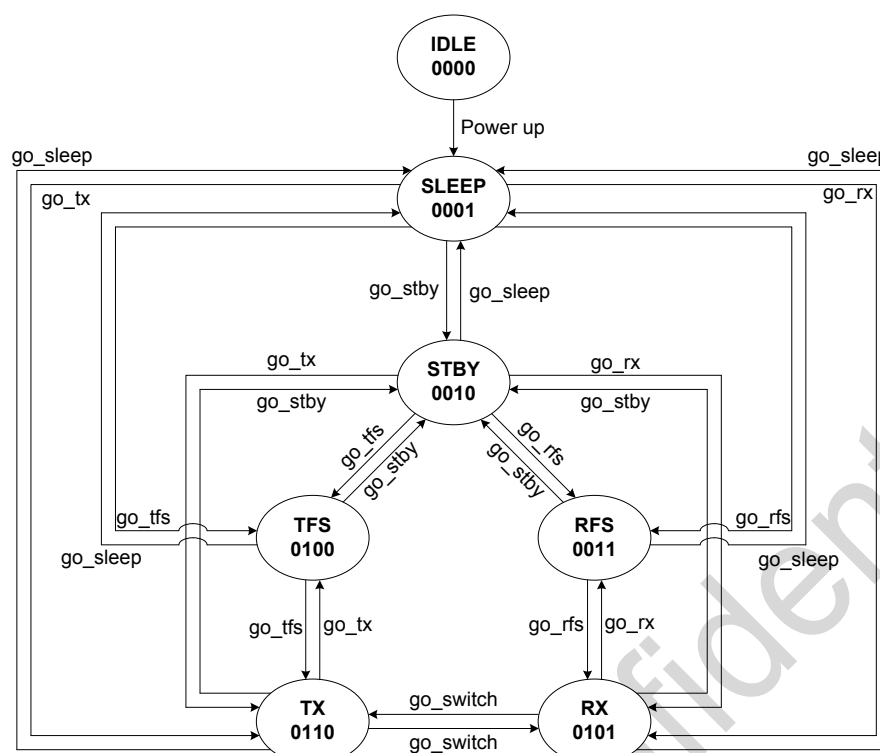 IDLE
0000
Power up
go_sleep
go_sleep
SLEEP
0001
go_tx
go_rx
go_stby
go_sleep
STBY
0010
go_tx
go_rx
go_stby
go_stby
go_tfs
go_stby
go_rfs
go_stby
go_tfs
TFS
0100
RFS
0011
go_rfs
go_sleep
go_sleep
go_tfs
go_tx
go_rfs
go_rx
TX
0110
go_switch
go_switch
RX
0101